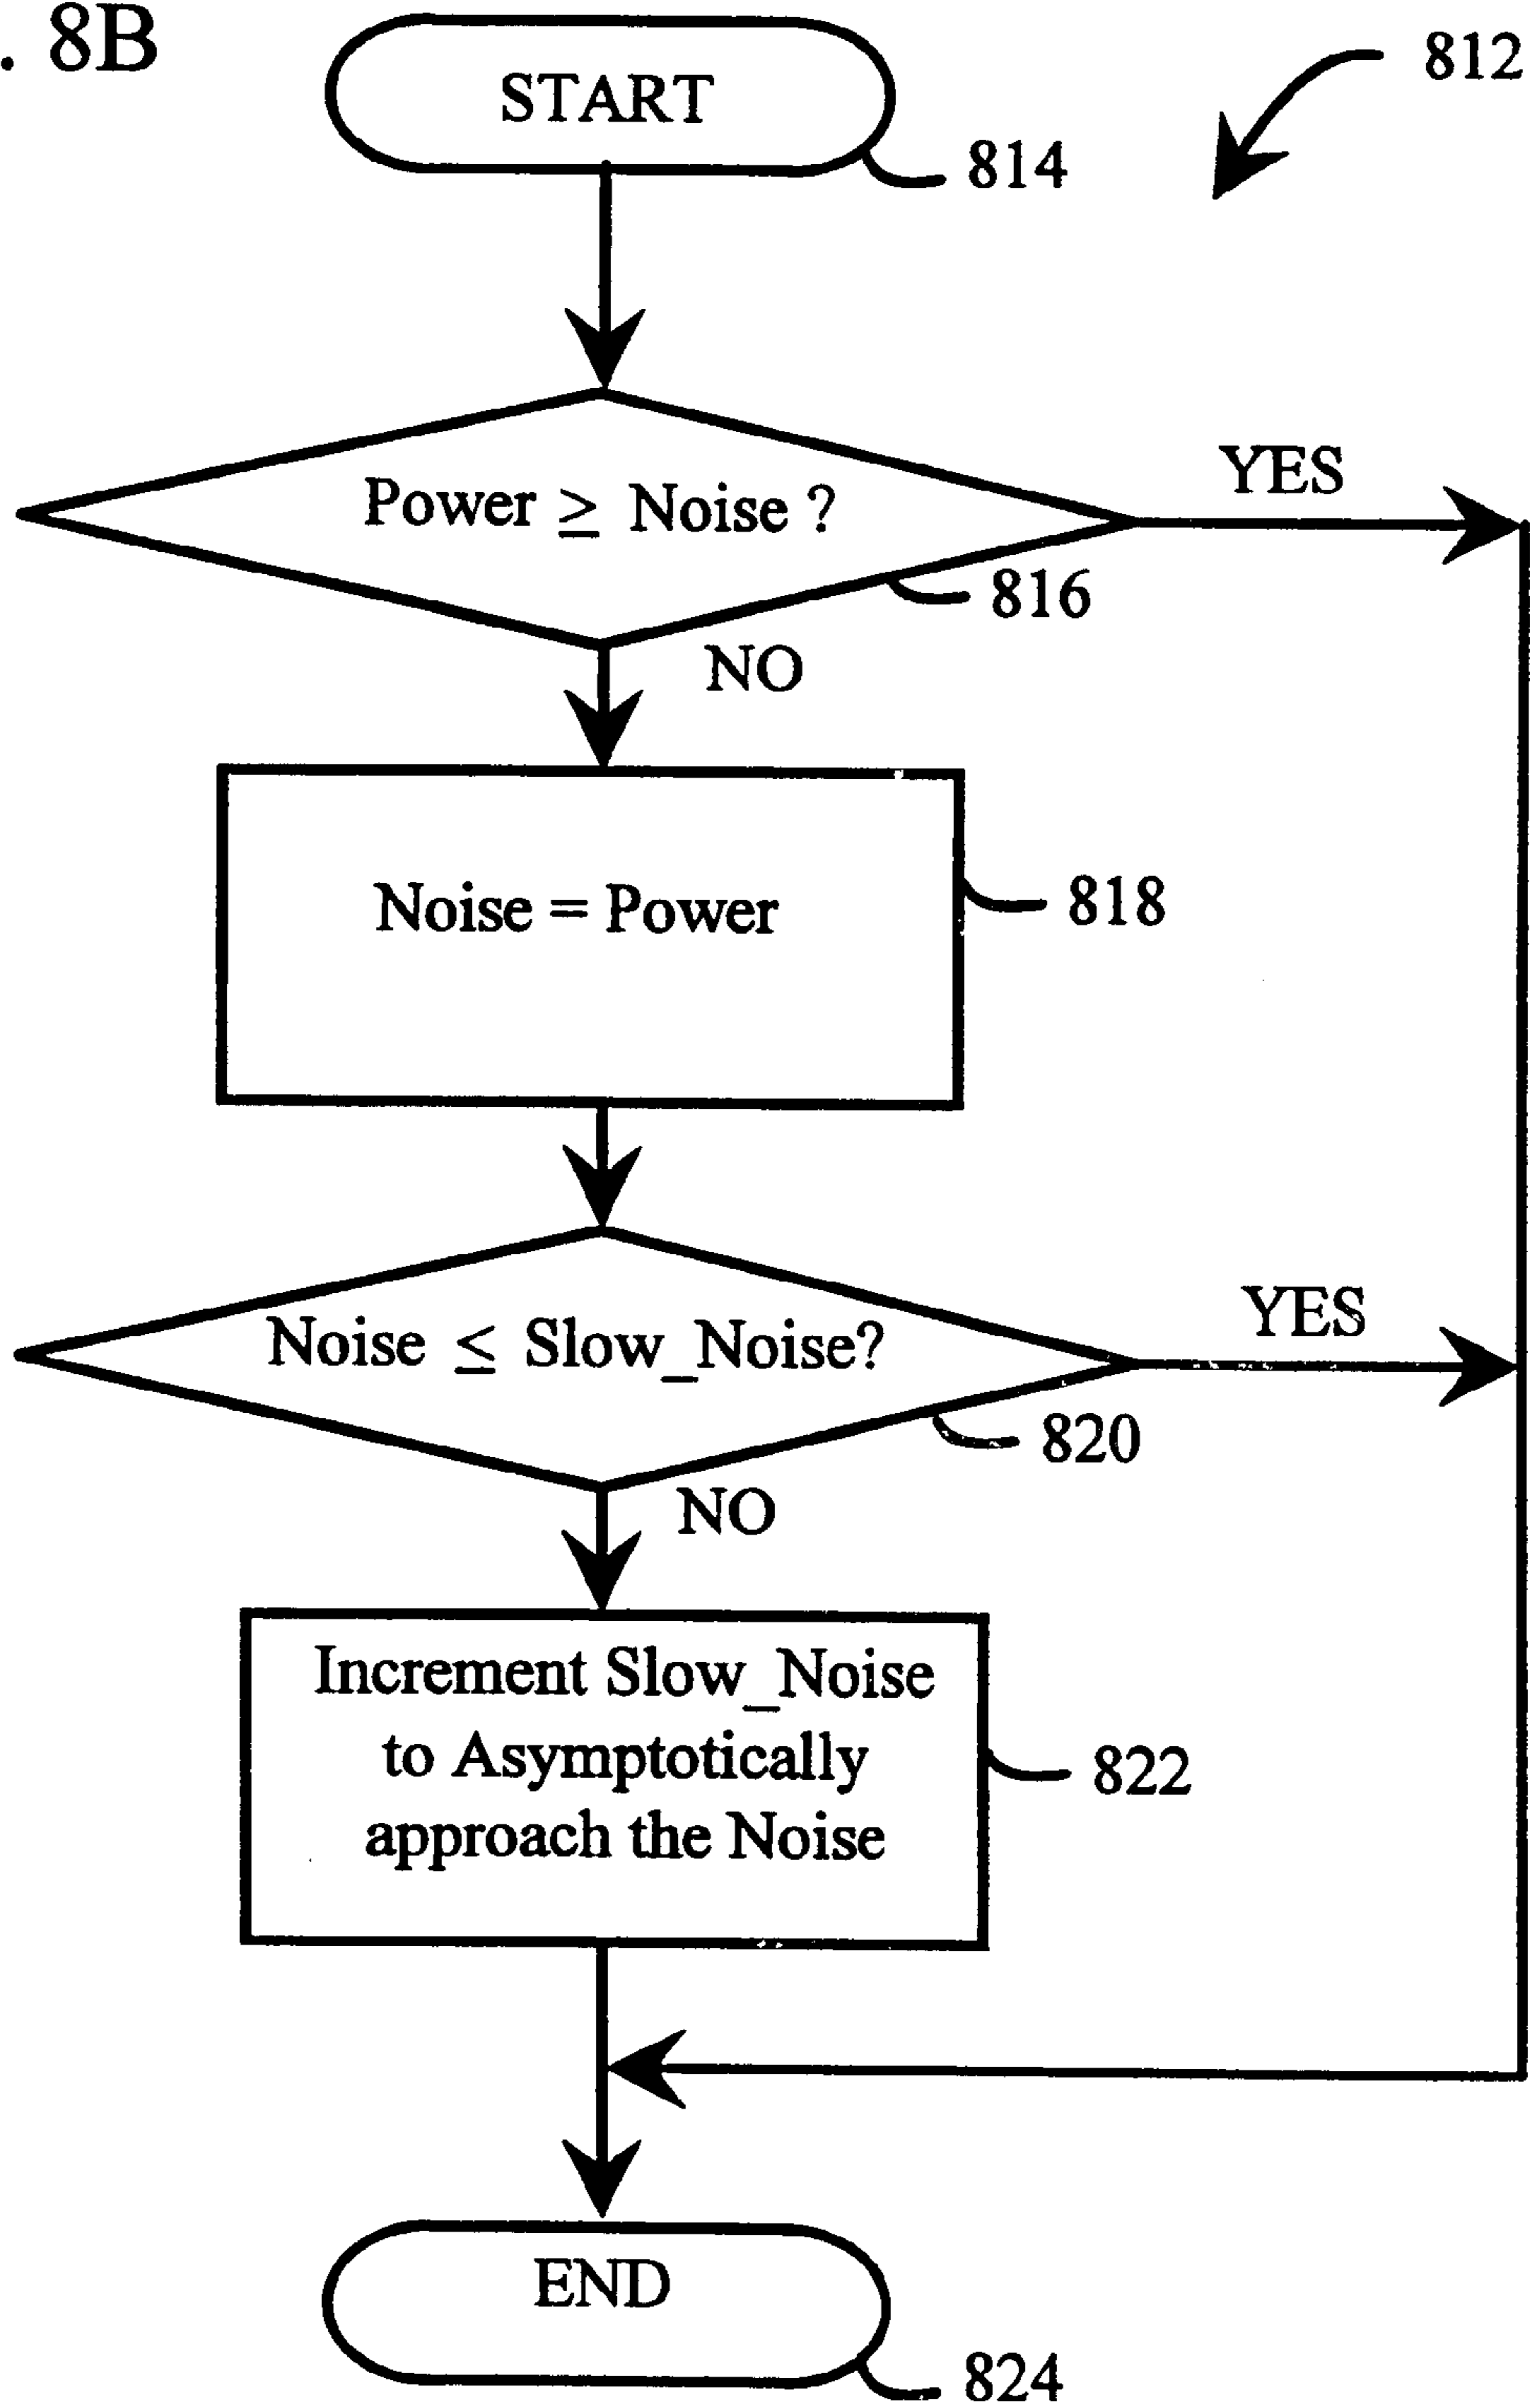 . 8B
START
812
814
Power ≥ Noise ?
YES
816
NO
Noise = Power
818
Noise ≤ Slow_Noise?
YES
820
NO
Increment Slow_Noise
to Asymptotically
approach the Noise
822
END
824